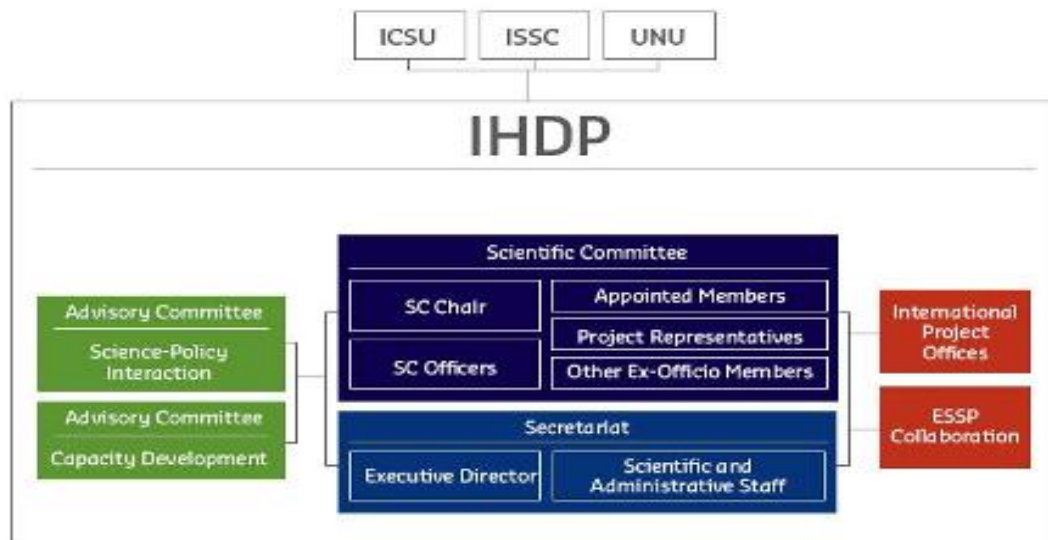 ICSU ISSC UNU
IHDP
Scientific Committee
SC Chair
SC Officers
Appointed Members
Project Representatives
Other Ex-Officio Members
Advisory Committee
Science-Policy
Interaction
Advisory Committee
Capacity Development
Secretariat
Executive Director
Scientific and
Administrative Staff
International
Project
Offices
ESSP
Collaboration